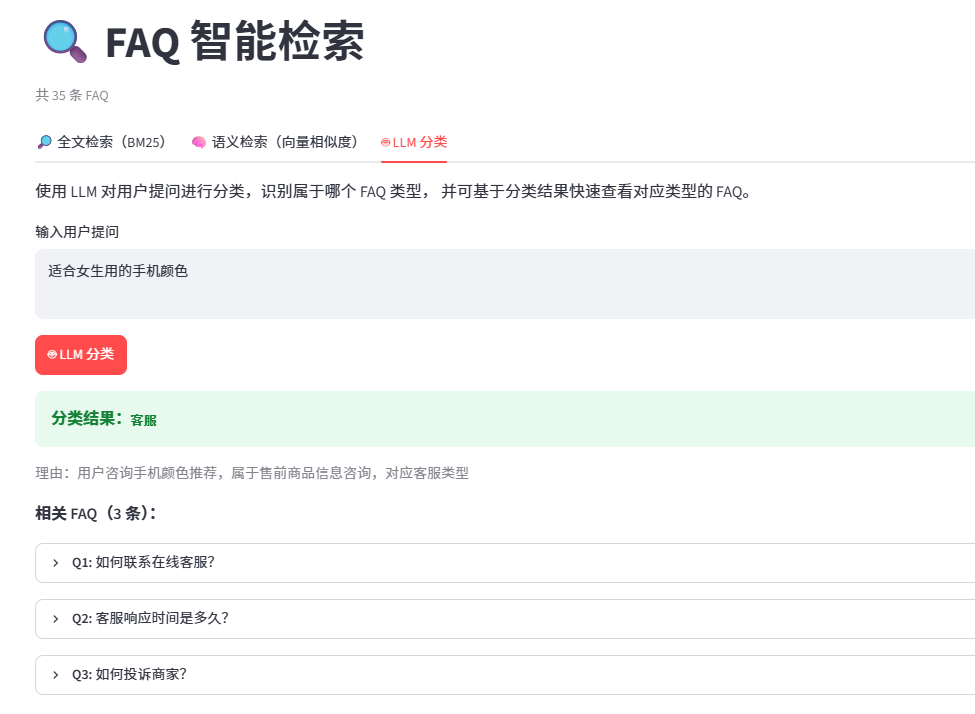 FAQ 智能检索
共 35 条 FAQ
全文检索（BM25） 语义检索（向量相似度） LLM 分类
使用 LLM 对用户提问进行分类，识别属于哪个 FAQ 类型， 并可基于分类结果快速查看对应类型的 FAQ。
输入用户提问
适合女生用的手机颜色
LLM 分类
分类结果：客服
理由：用户咨询手机颜色推荐，属于售前商品信息咨询，对应客服类型
相关 FAQ（3 条）：
Q1: 如何联系在线客服？
Q2: 客服响应时间是多久？
Q3: 如何投诉商家？